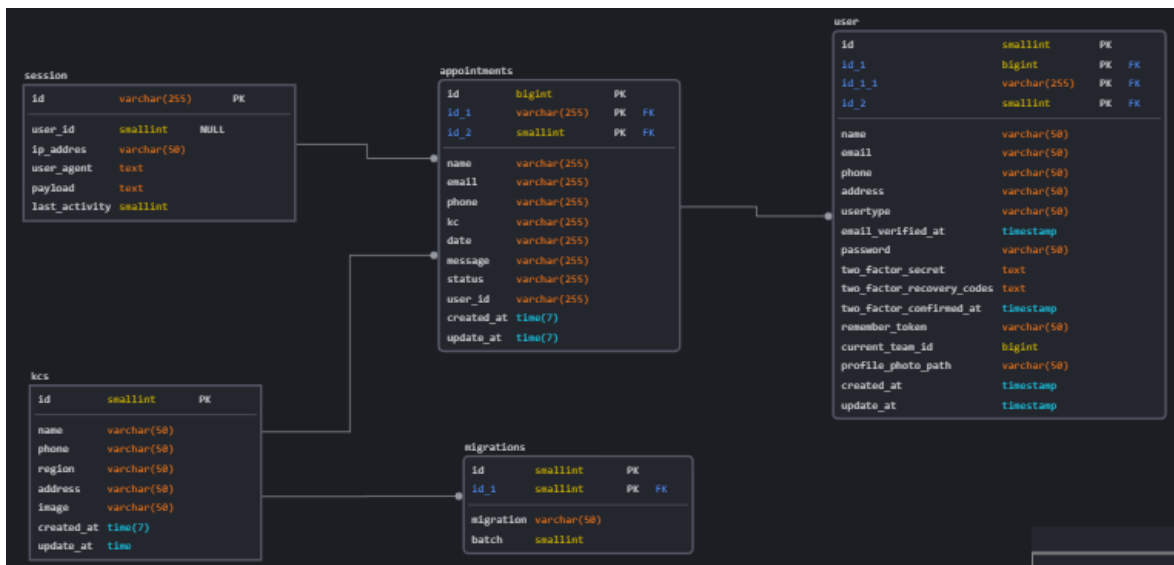 session
id varchar(255) PK
user_id smallint NULL
ip_addres varchar(50)
user_agent text
payload text
last_activity smallint
appointments
id bigint PK
id_1 varchar(255) PK FK
id_2 smallint PK FK
name varchar(255)
email varchar(255)
phone varchar(255)
kc varchar(255)
date varchar(255)
message varchar(255)
status varchar(255)
user_id varchar(255)
created_at time(7)
update_at time(7)
user
id smallint PK
id_1 bigint PK FK
id_1_1 varchar(255) PK FK
id_2 smallint PK FK
name varchar(50)
email varchar(50)
phone varchar(50)
address varchar(50)
usertype varchar(50)
email_verified_at timestamp
password varchar(50)
two_factor_secret text
two_factor_recovery_codes text
two_factor_confirmed_at timestamp
remember_token varchar(50)
current_team_id bigint
profile_photo_path varchar(50)
created_at timestamp
update_at timestamp
kcs
id smallint PK
name varchar(50)
phone varchar(50)
region varchar(50)
address varchar(50)
image varchar(50)
created_at time(7)
update_at time
migrations
id smallint PK
id_1 smallint PK FK
migration varchar(50)
batch smallint